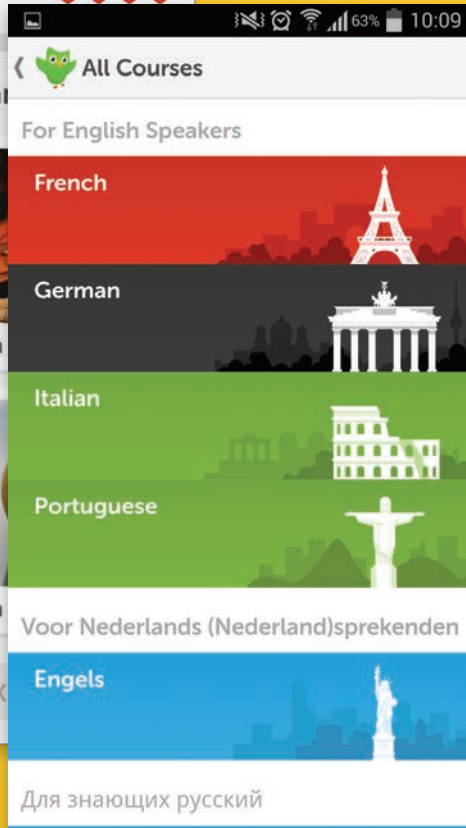 63% 10:09
All Courses
For English Speakers
French
German
Italian
Portuguese
Voor Nederlands (Nederland)sprekenden
Engels
Для знающих русский